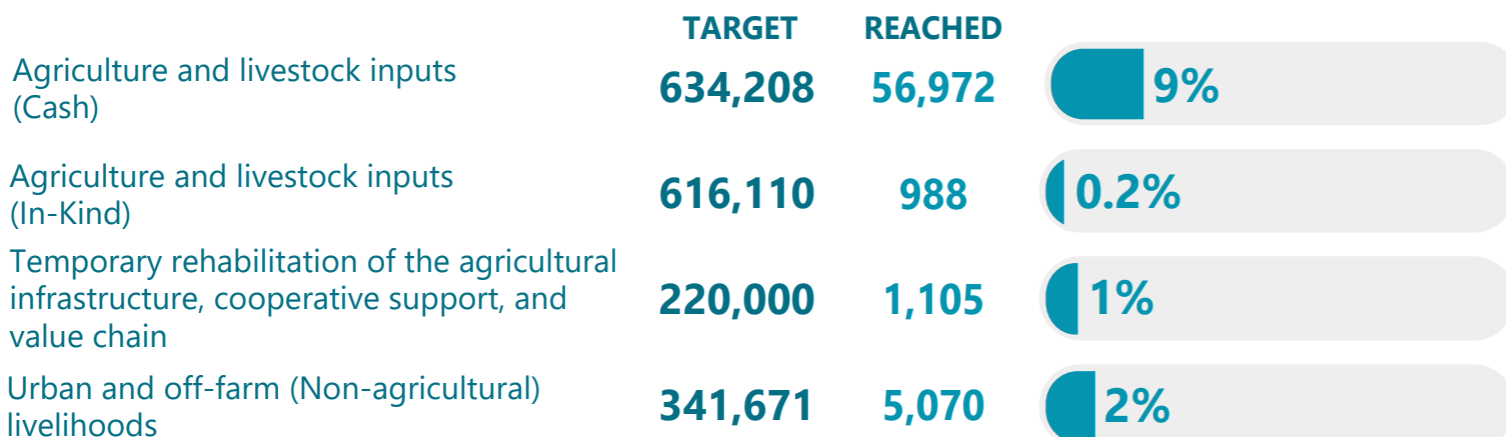 TARGET REACHED
Agriculture and livestock inputs
(Cash)
634,208 56,972 9%
Agriculture and livestock inputs
(In-Kind)
616,110 988 0.2%
Temporary rehabilitation of the agricultural
infrastructure, cooperative support, and
value chain
220,000 1,105 1%
Urban and off-farm (Non-agricultural)
livelihoods
341,671 5,070 2%